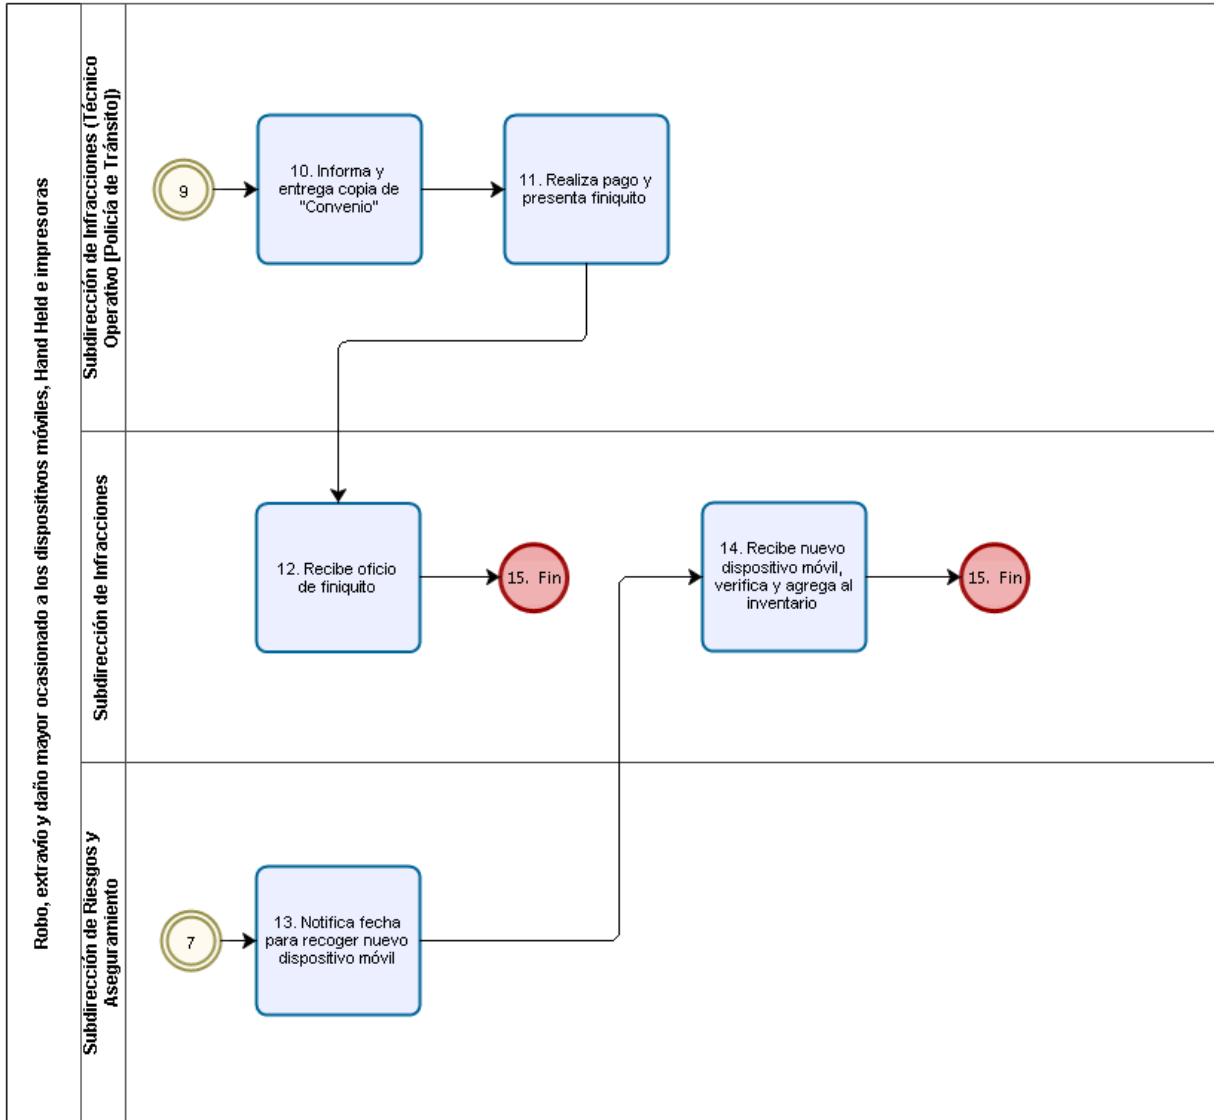 Robo, extravío y daño mayor ocasionado a los dispositivos móviles, Hand Held e impresoras
Subdirección de Infracciones (Técnico
Operativo [Policía de Tránsito])
9
10. Informa y
entrega copia de
"Convenio"
11. Realiza pago y
presenta finiquito
Subdirección de Infracciones
12. Recibe oficio
de finiquito
15. Fin
14. Recibe nuevo
dispositivo móvil,
verifica y agrega al
inventario
15. Fin
Subdirección de Riesgos y
Aseguramiento
7
13. Notifica fecha
para recoger nuevo
dispositivo móvil